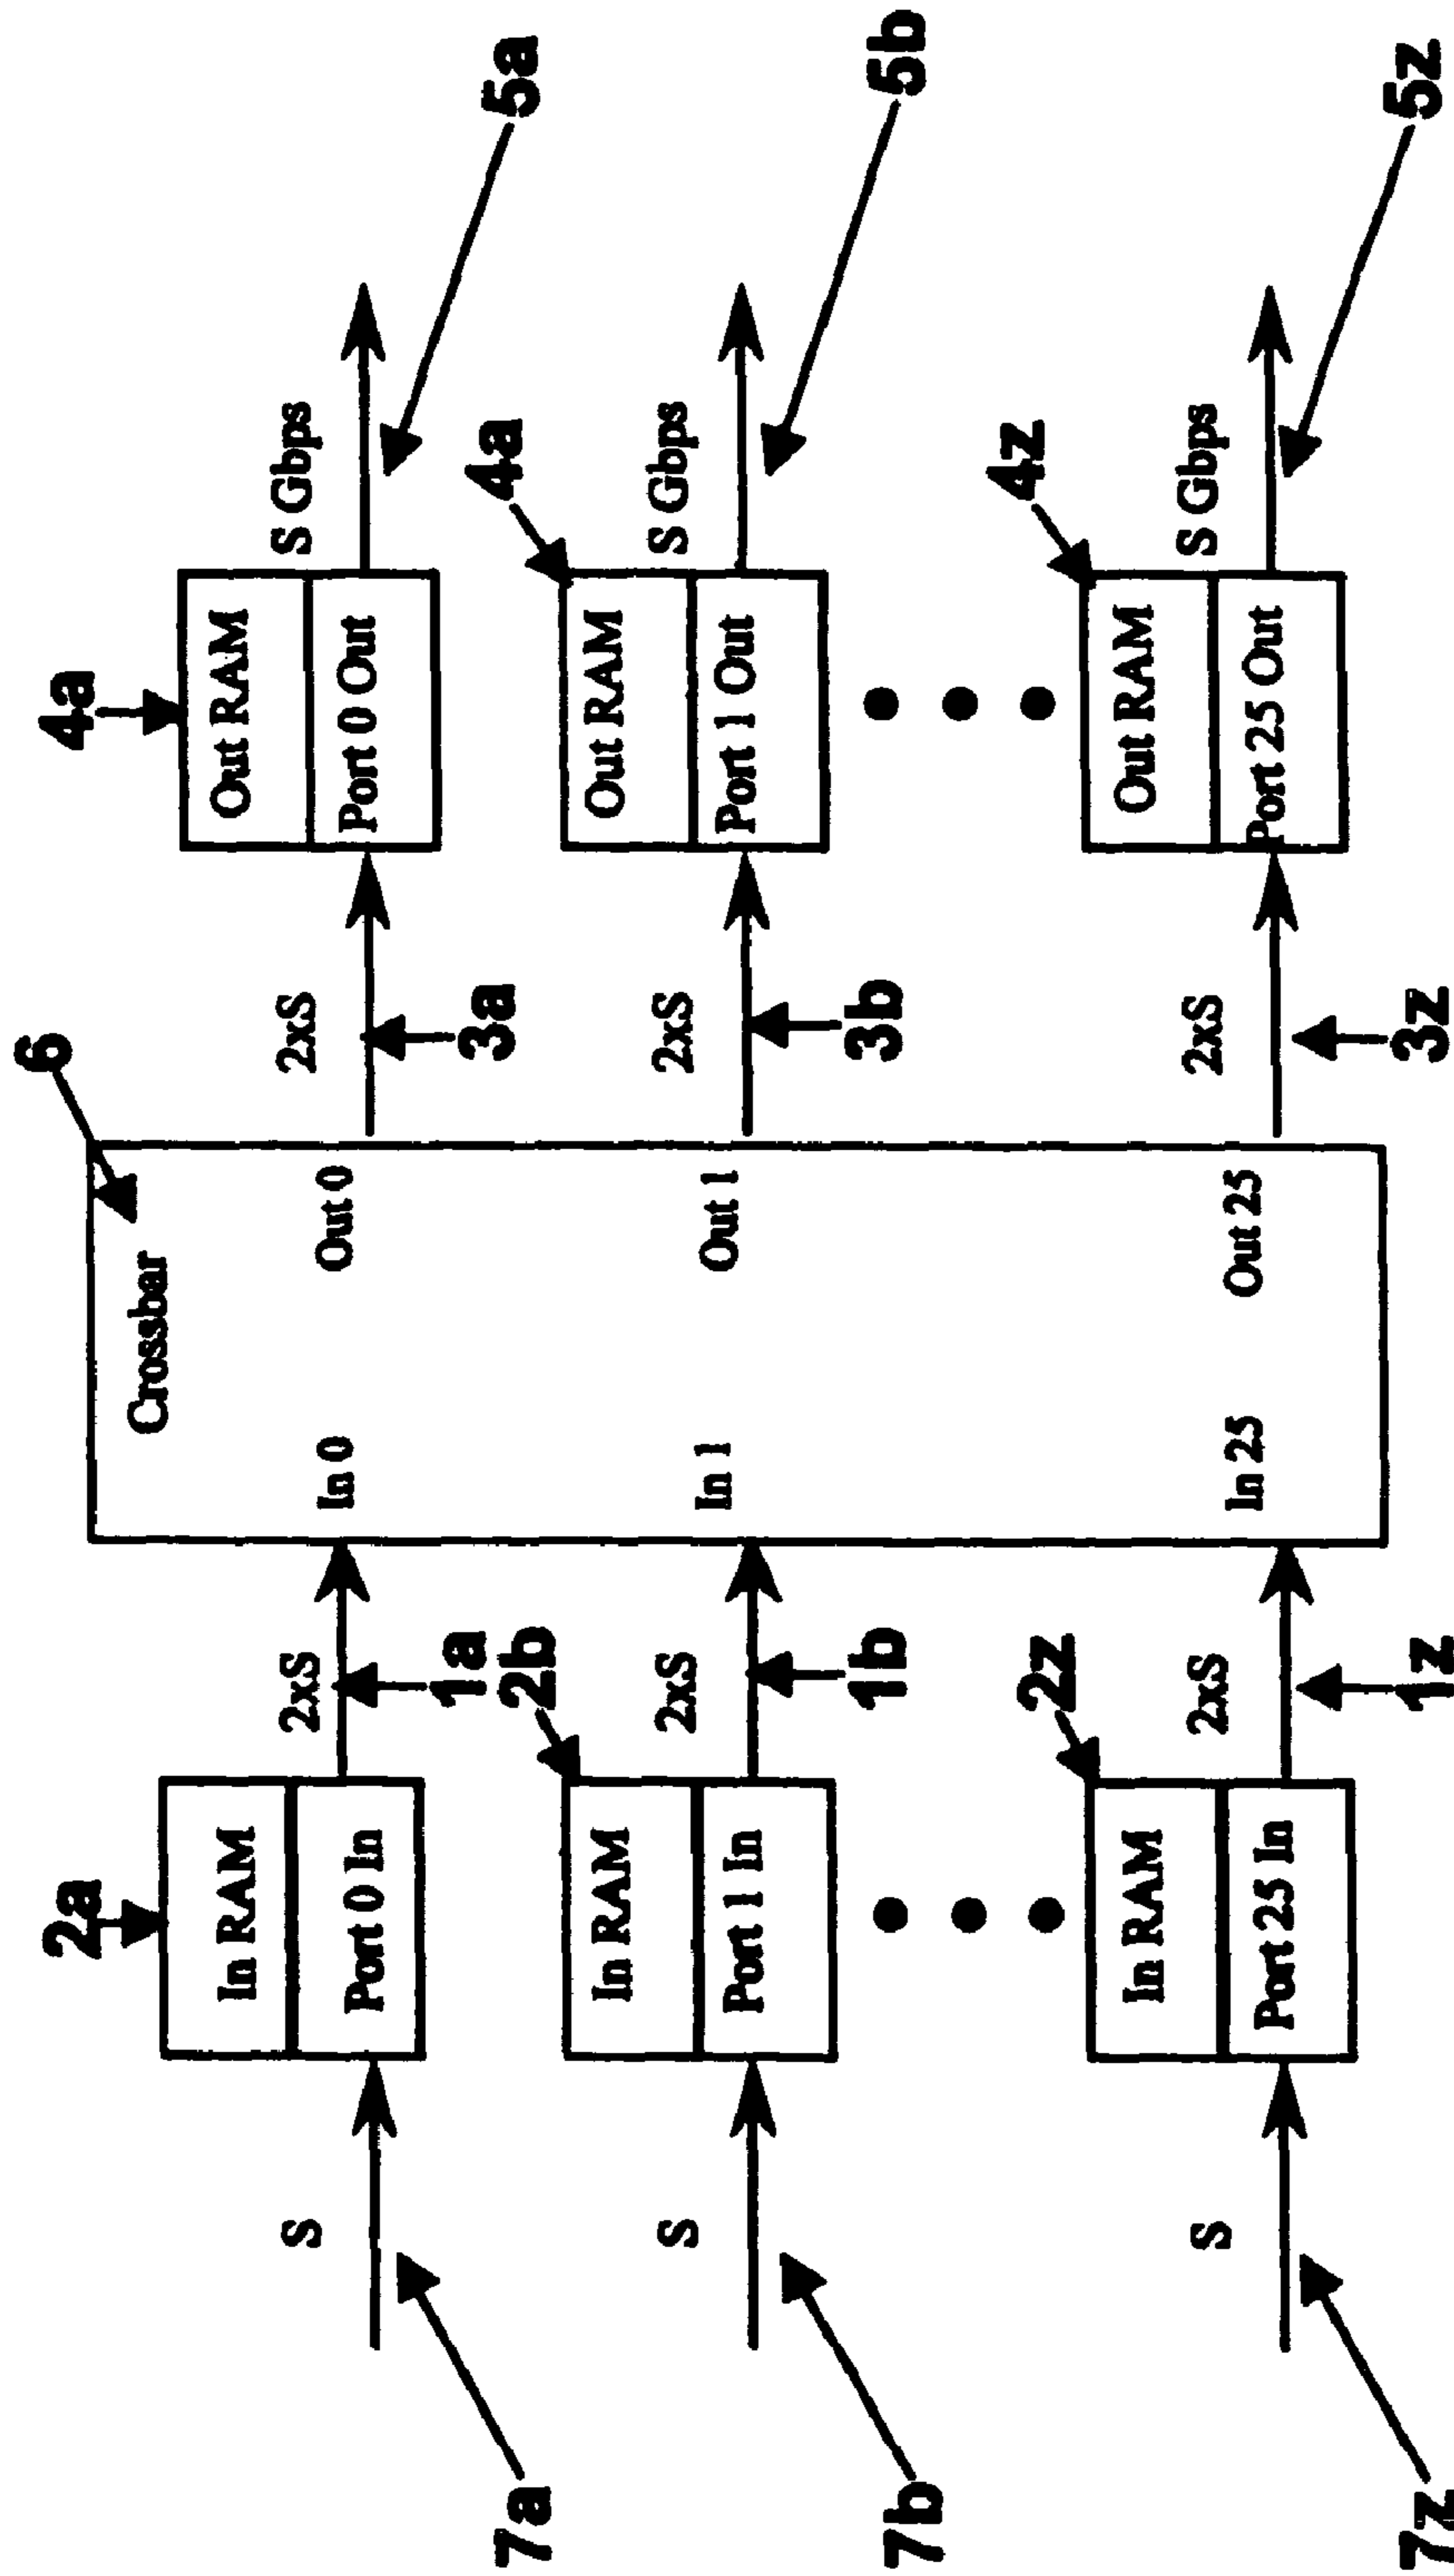 6
2a
In RAM
Port 0 In
S
7a
2xS
1a
Crossbar
In 0
Out 0
2xS
3a
4a
Out RAM
Port 0 Out
S Gbps
5a
2b
In RAM
Port 1 In
S
7b
2xS
1b
In 1
Out 1
2xS
3b
4a
Out RAM
Port 1 Out
S Gbps
5b
2z
In RAM
Port 25 In
S
7z
2xS
1z
In 25
Out 25
2xS
3z
4z
Out RAM
Port 25 Out
S Gbps
5z